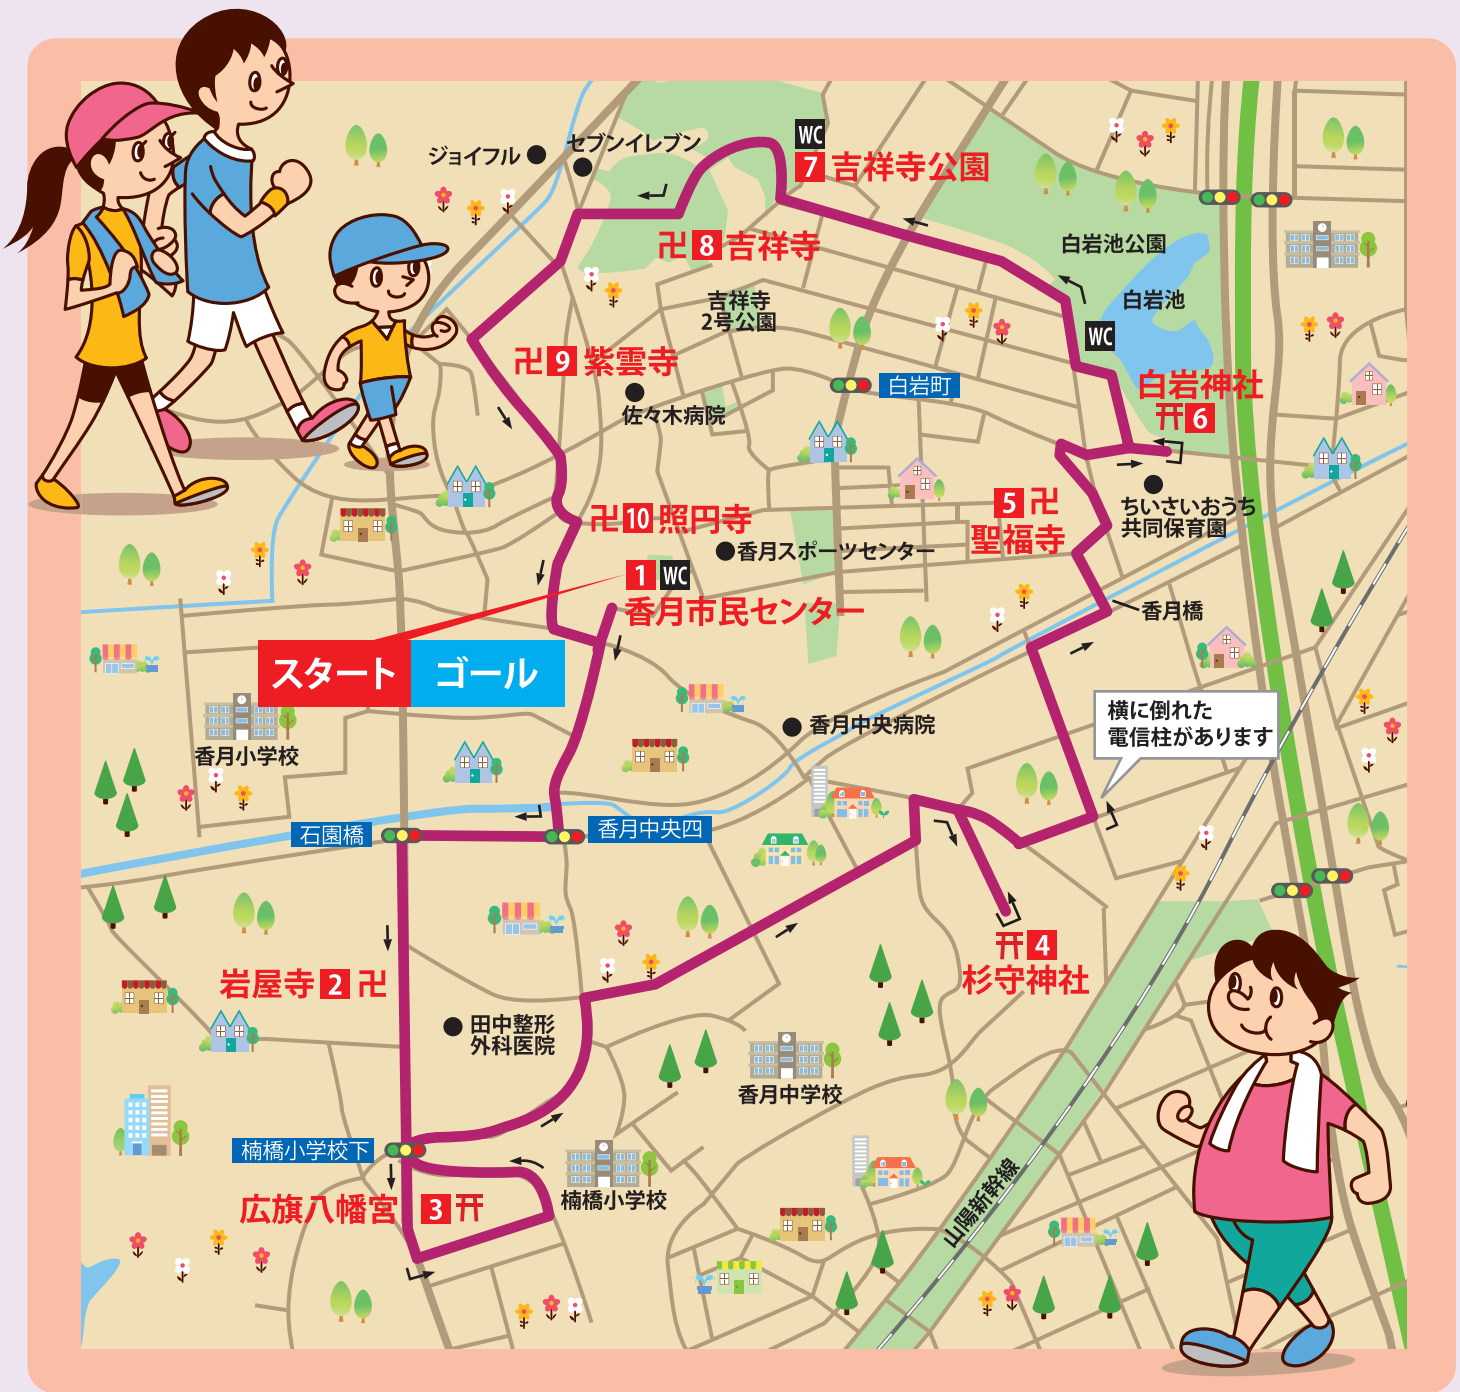 WC
セブンイレブン
ジョイフル
7 吉祥寺公園
卍 8 吉祥寺
白岩池公園
吉祥寺
2号公園
白岩池
WC
卍 9 紫雲寺
白岩町
白岩神社
6
佐々木病院
5 卍
聖福寺
ちいさいおうち
共同保育園
卍 10 照円寺
香月スポーツセンター
1 WC
香月市民センター
香月橋
スタート ゴール
香月小学校
香月中央病院
横に倒れた
電信柱があります
石園橋
香月中央四
4
杉守神社
岩屋寺 2 卍
田中整形
外科医院
香月中学校
楠橋小学校下
楠橋小学校
広旗八幡宮 3
山陽新幹線